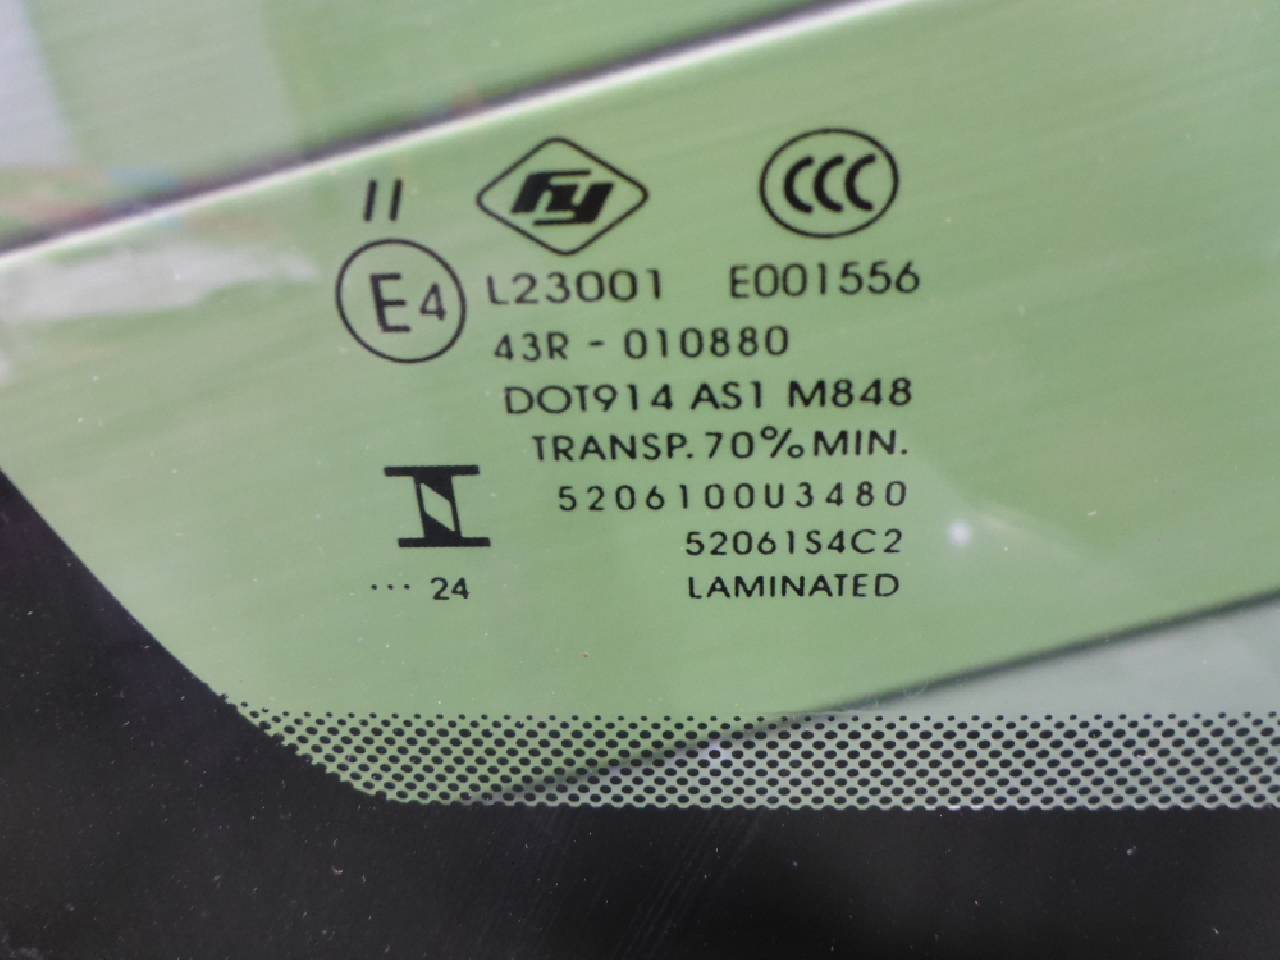 II
fy
CCC
E4
L23001 E001556
43R - 010880
DOT914 AS1 M848
TRANSP. 70% MIN.
5206100U3480
52061S4C2
··· 24
LAMINATED